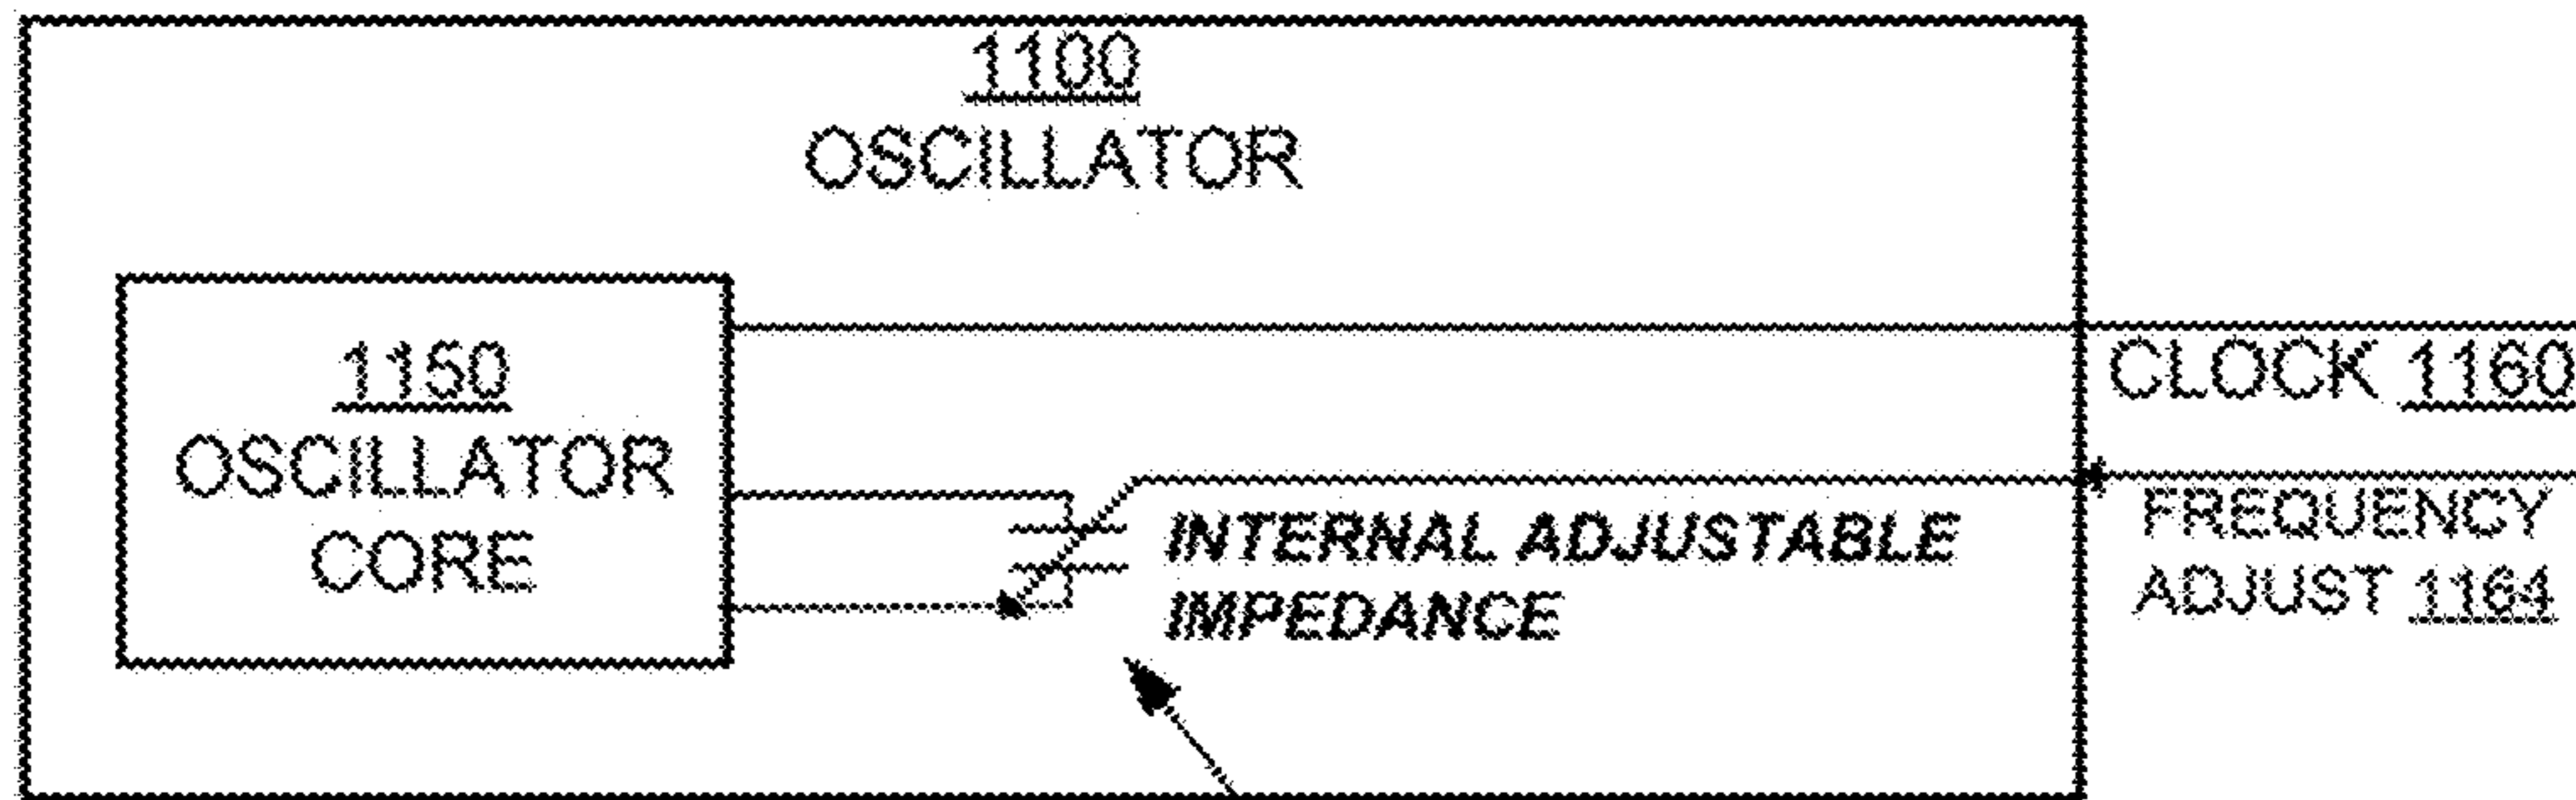 1100
OSCILLATOR
1150
OSCILLATOR
CORE
CLOCK 1160
INTERNAL ADJUSTABLE
IMPEDANCE
FREQUENCY
ADJUST 1164